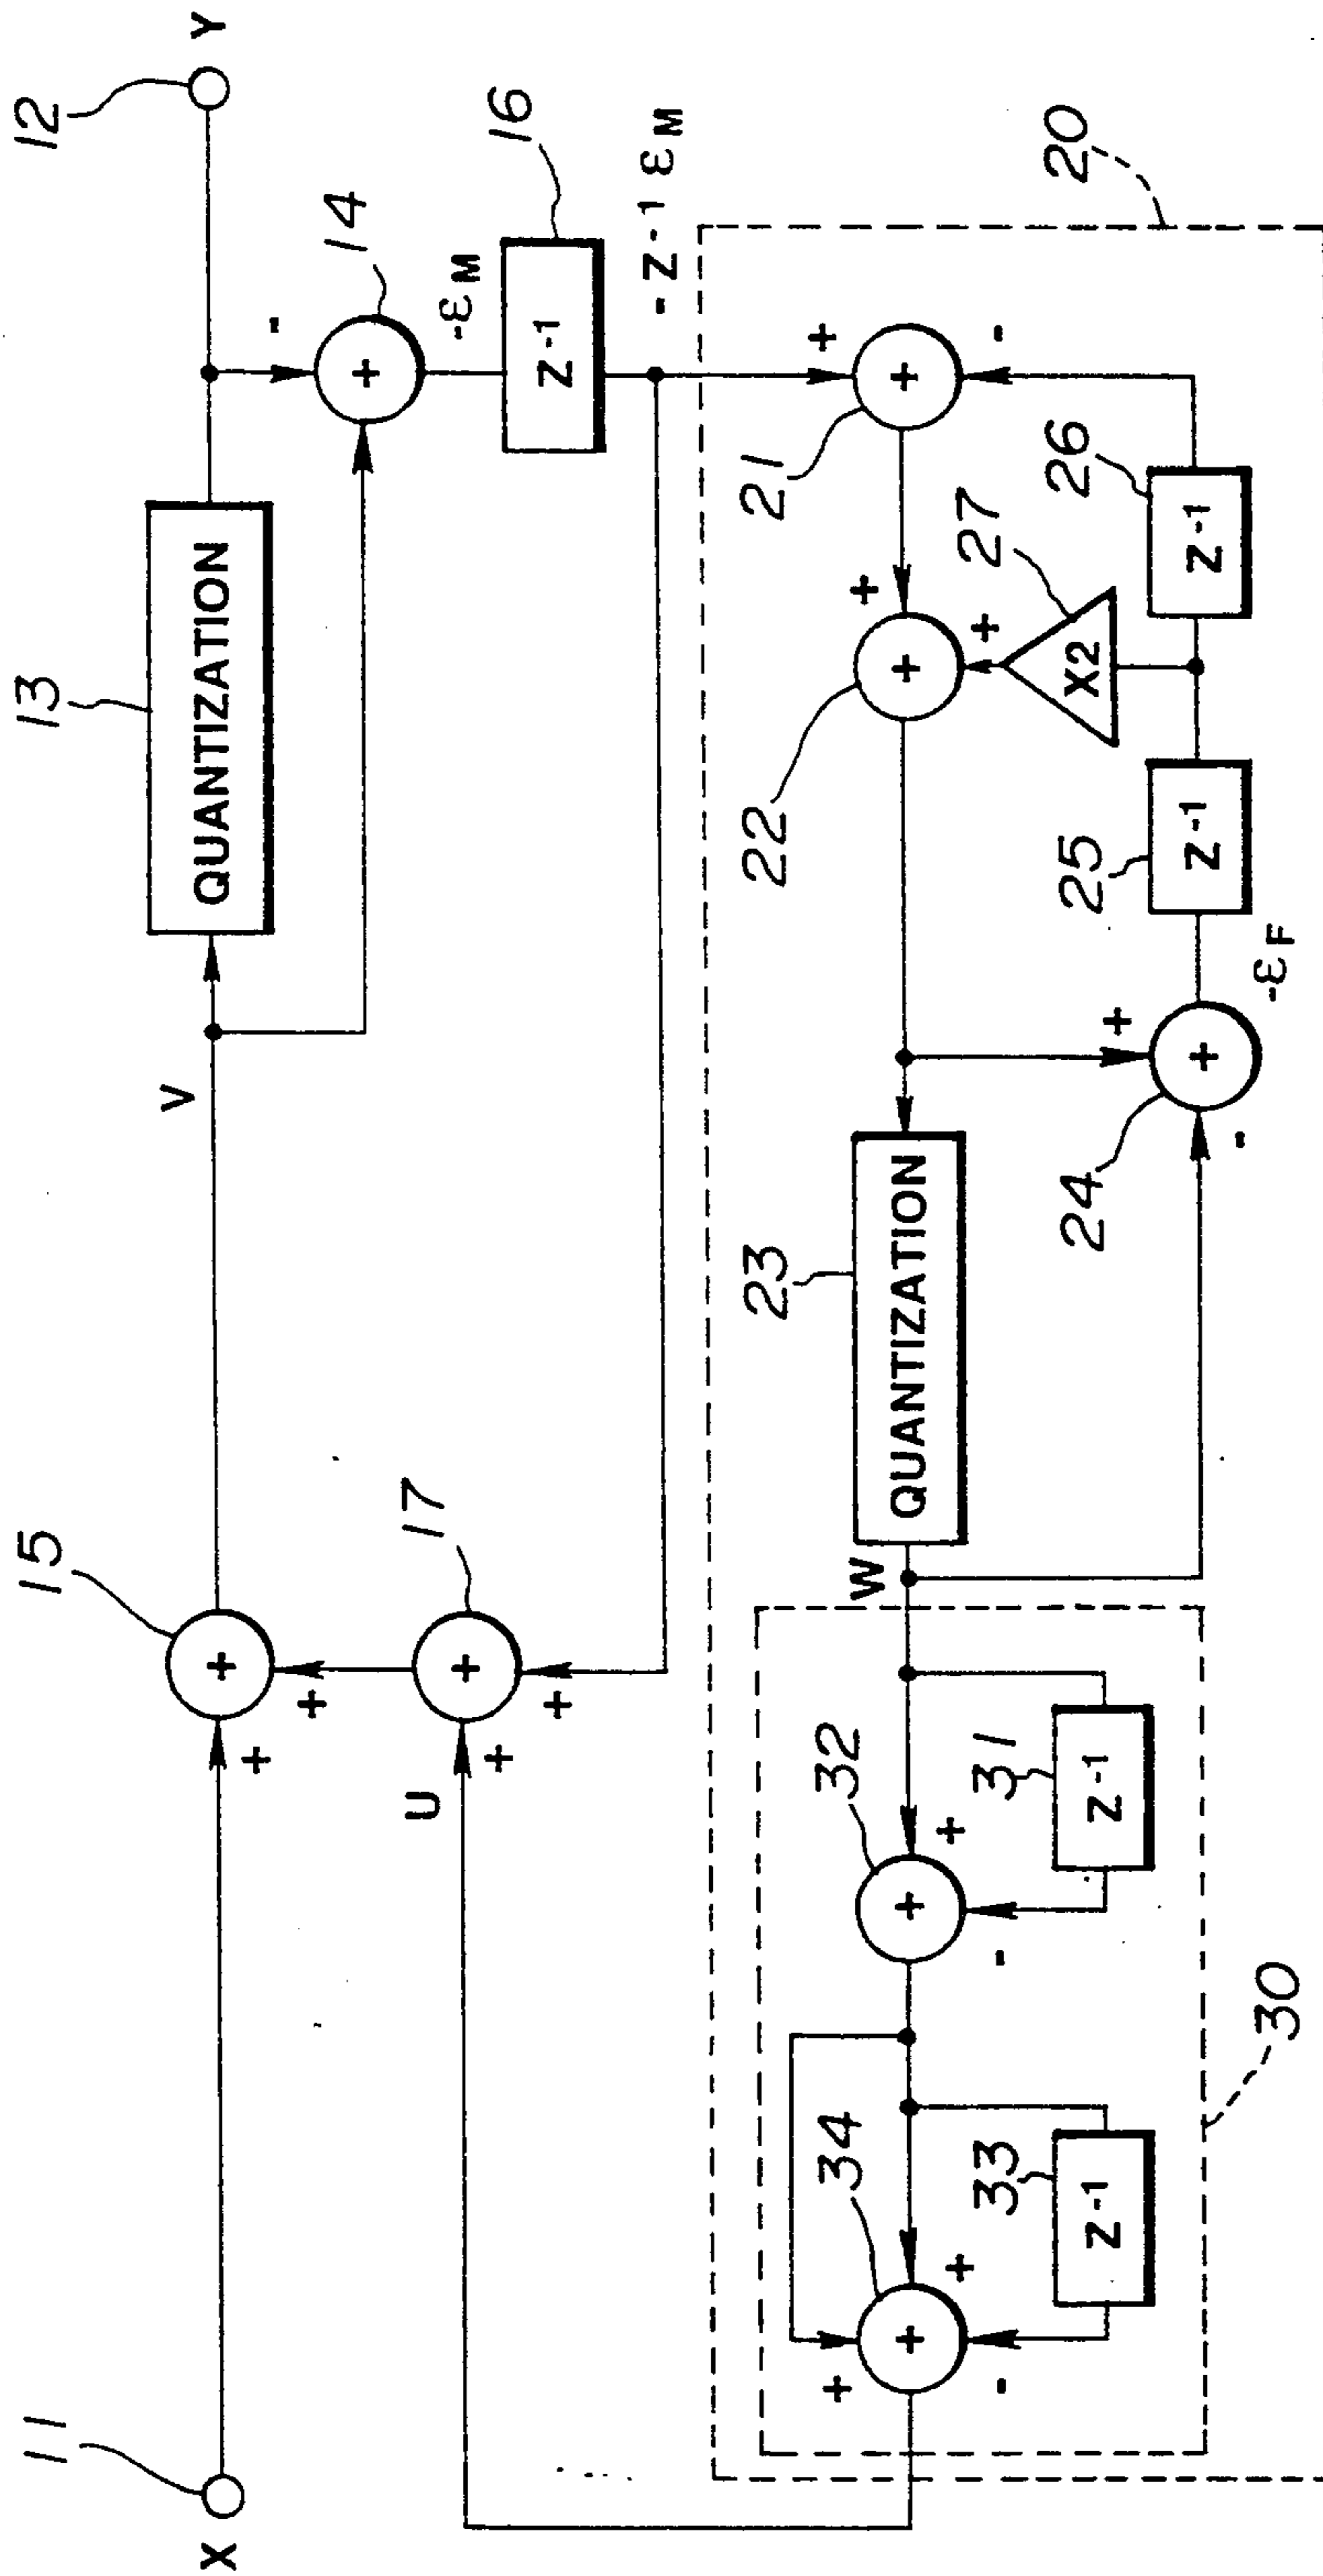 11
X
15
+
+
+
V
13
QUANTIZATION
12
Y
-
14
+
-εM
16
Z-1
-Z-1 εM
U
17
+
+
+
20
+
21
+
-
+
22
+
+
27
X2
26
Z-1
25
Z-1
-εF
+
24
+
-
23
QUANTIZATION
W
30
32
+
+
-
31
Z-1
34
+
+
+
-
33
Z-1